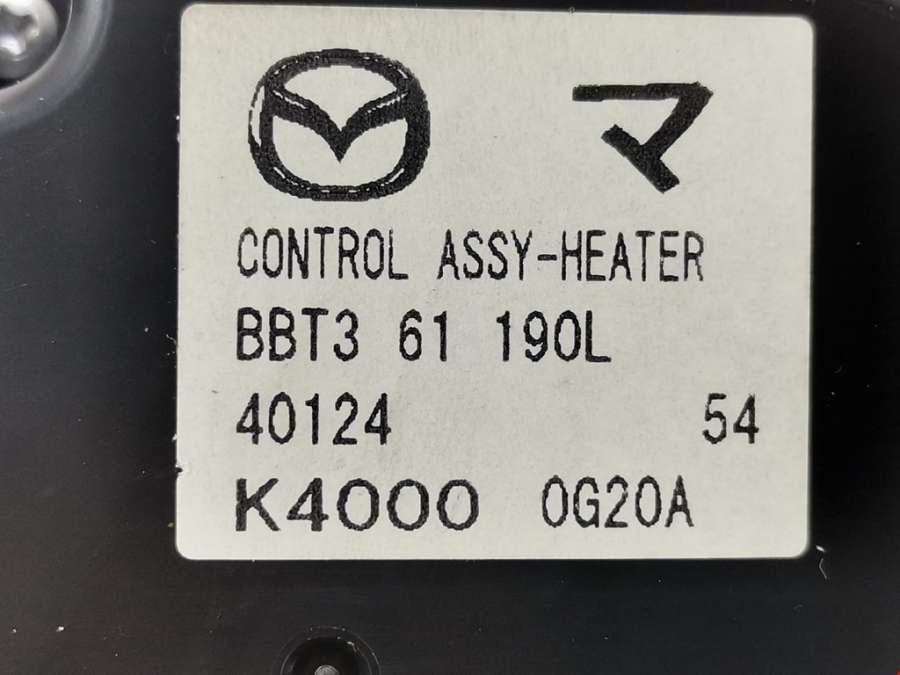 マ
CONTROL ASSY-HEATER
BBT3 61 190L
40124 54
K4000 0G20A